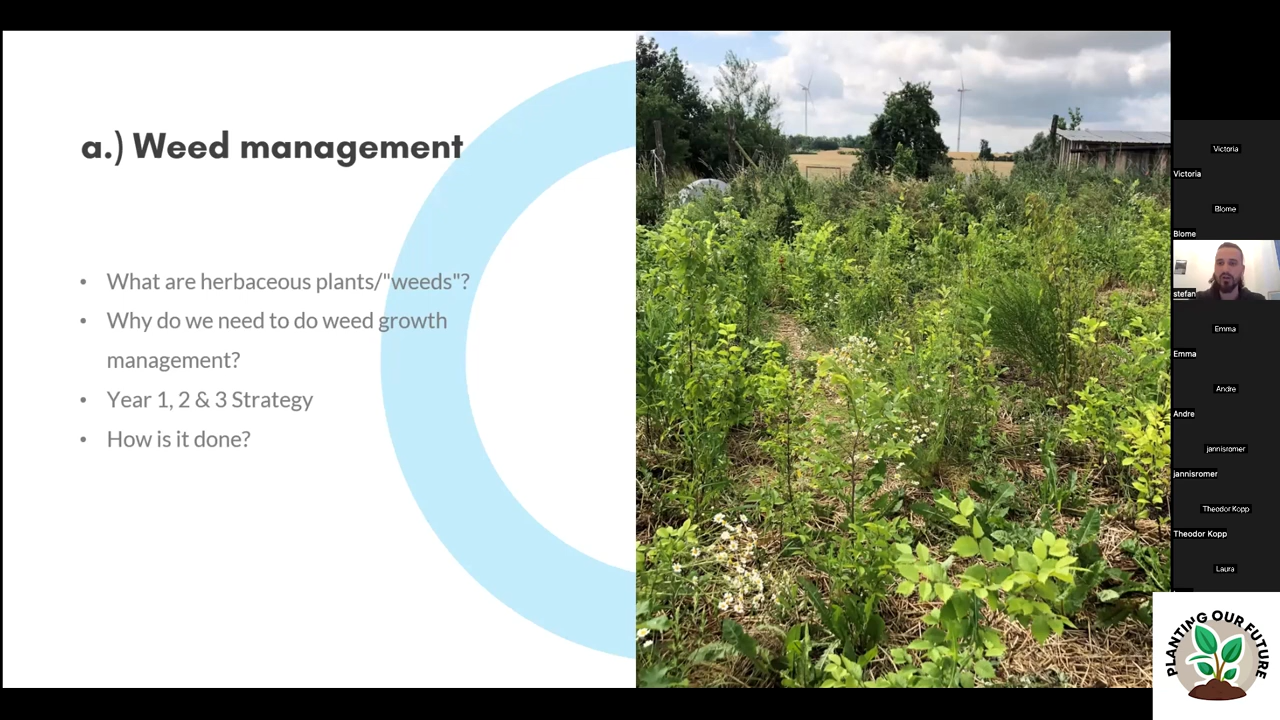 a.) Weed management
• What are herbaceous plants/"weeds"?
• Why do we need to do weed growth
management?
• Year 1, 2 & 3 Strategy
• How is it done?
Victoria
Victoria
Blome
Blome
stefan
Emma
Emma
Andre
Andre
jannisromer
jannisromer
Theodor Kopp
Theodor Kopp
Laura
PLANTING OUR FUTURE